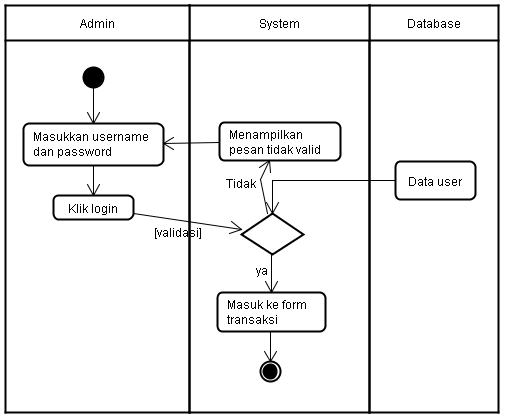 Admin
System
Database
Masukkan username
dan password
Menampilkan
pesan tidak valid
Tidak
Data user
Klik login
[validasi]
ya
Masuk ke form
transaksi